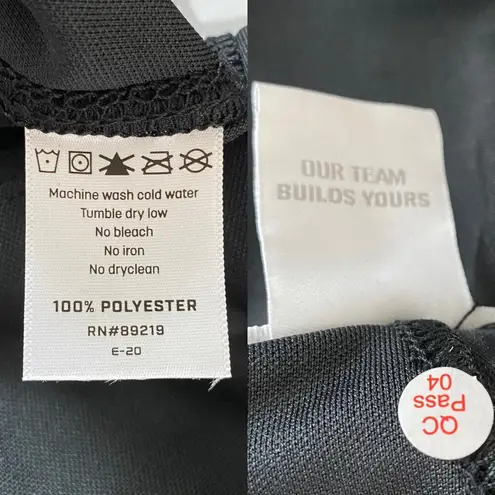 Machine wash cold water
Tumble dry low
No bleach
No iron
No dryclean
100% POLYESTER
RN#89219
E-20
OUR TEAM
BUILDS YOURS
QC
Pass
04